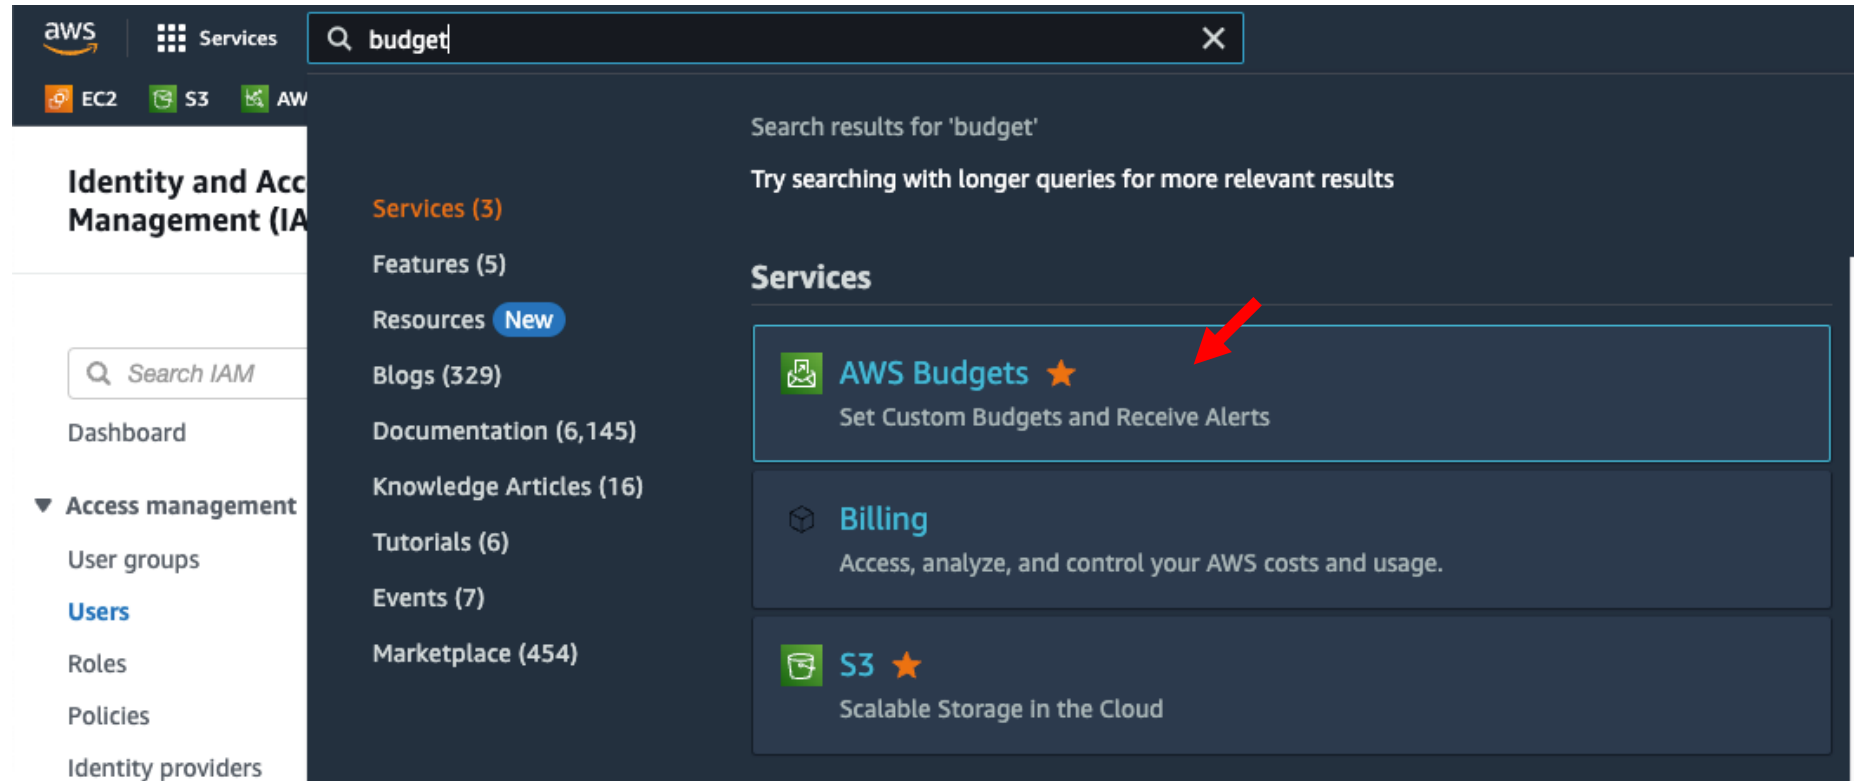 aws
Services
budget
EC2
S3
AW
Identity and Acc
Management (IA
Search IAM
Dashboard
Access management
User groups
Users
Roles
Policies
Identity providers
Services (3)
Features (5)
Resources New
Blogs (329)
Documentation (6,145)
Knowledge Articles (16)
Tutorials (6)
Events (7)
Marketplace (454)
Search results for 'budget'
Try searching with longer queries for more relevant results
Services
AWS Budgets
Set Custom Budgets and Receive Alerts
Billing
Access, analyze, and control your AWS costs and usage.
S3
Scalable Storage in the Cloud